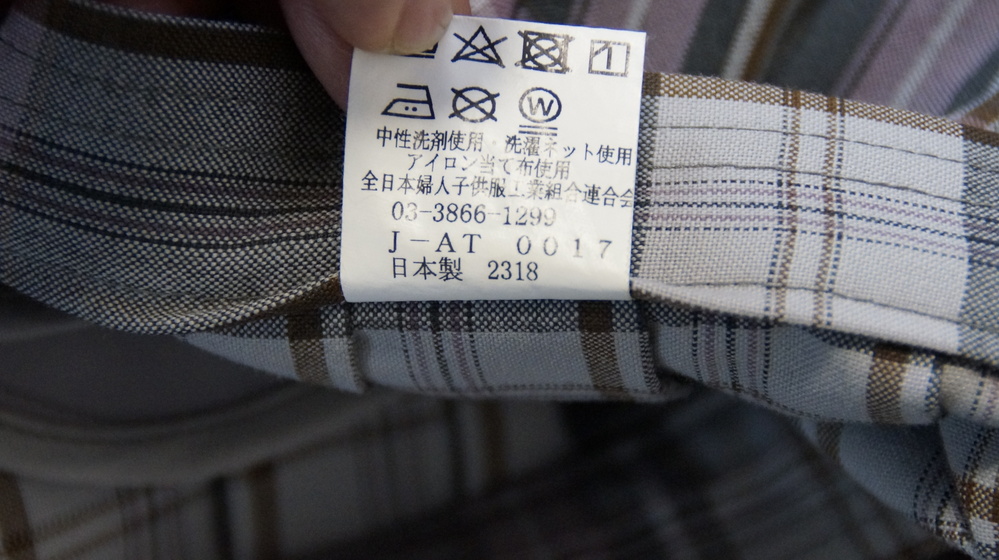 W
中性洗剤使用・洗濯ネット使用
アイロン当て布使用
全日本婦人子供服工業組合連合会
03-3866-1299
J-AT 0017
日本製 2318